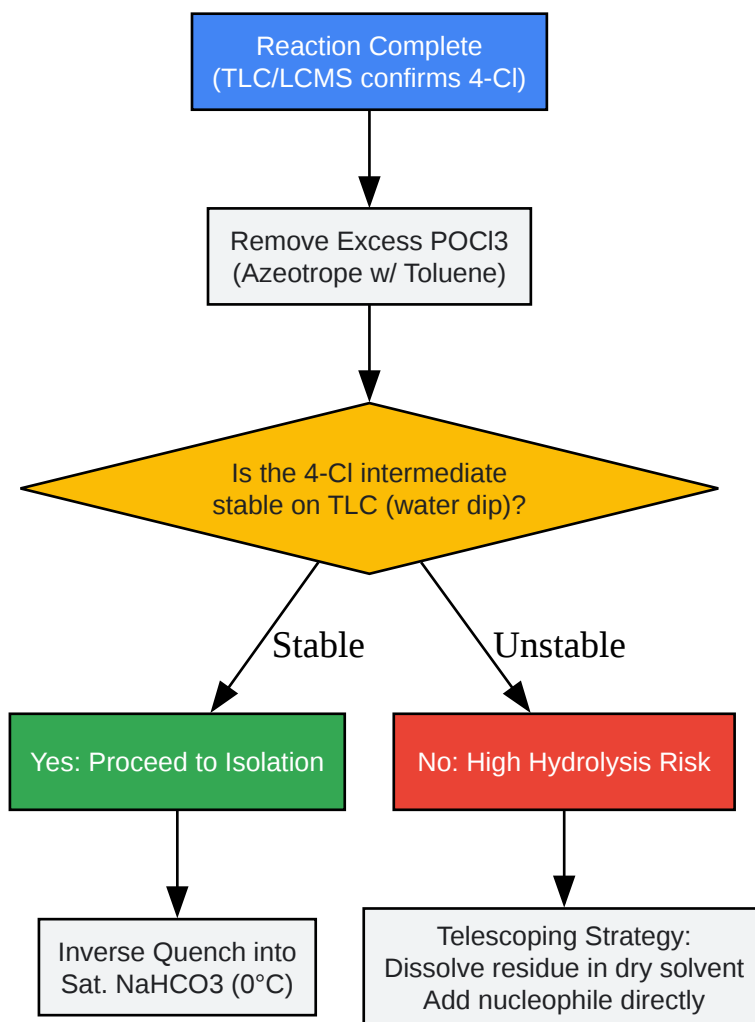 Reaction Complete
(TLC/LCMS confirms 4-Cl)
Remove Excess POCl3
(Azeotrope w/ Toluene)
Is the 4-Cl intermediate
stable on TLC (water dip)?
Stable
Unstable
Yes: Proceed to Isolation
No: High Hydrolysis Risk
Inverse Quench into
Sat. NaHCO3 (0°C)
Telescoping Strategy:
Dissolve residue in dry solvent
Add nucleophile directly